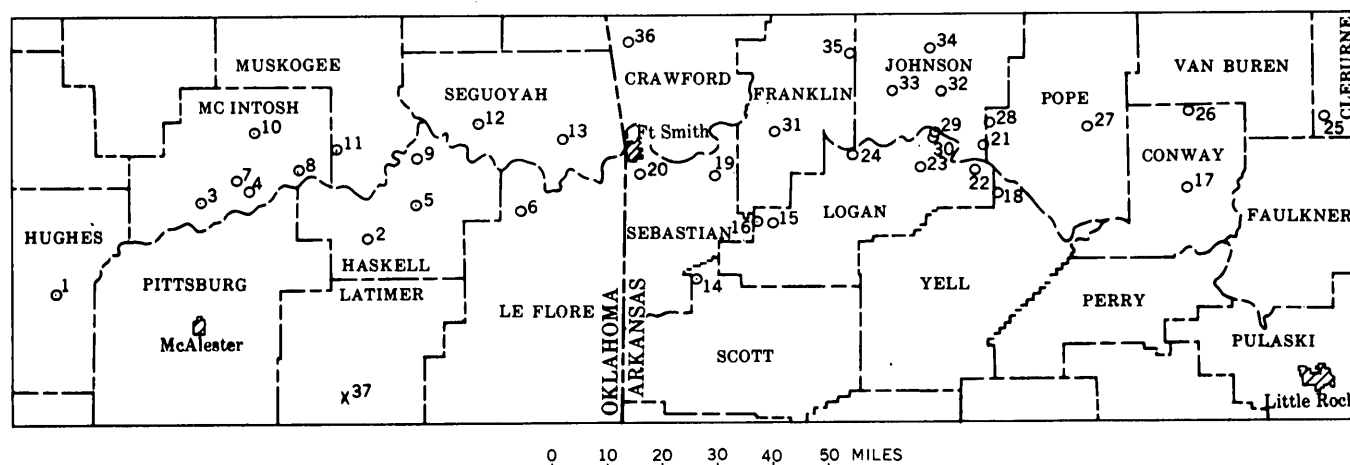 36
35
34
CLEBURNE
MUSKOGEE
CRAWFORD
JOHNSON
VAN BUREN
SEGUOYAH
FRANKLIN
33
32
POPE
MC INTOSH
10
11
12
13
Ft Smith
31
29
28
27
26
25
30
21
9
20
19
24
23
CONWAY
8
22
7
4
3
5
6
18
17
HUGHES
2
SEBASTIAN
16
15
LOGAN
FAULKNER
HASKELL
1
PITTSBURG
LATIMER
14
YELL
LE FLORE
OKLAHOMA
ARKANSAS
PERRY
McAlester
SCOTT
PULASKI
37
Little Rock
0 10 20 30 40 50 MILES